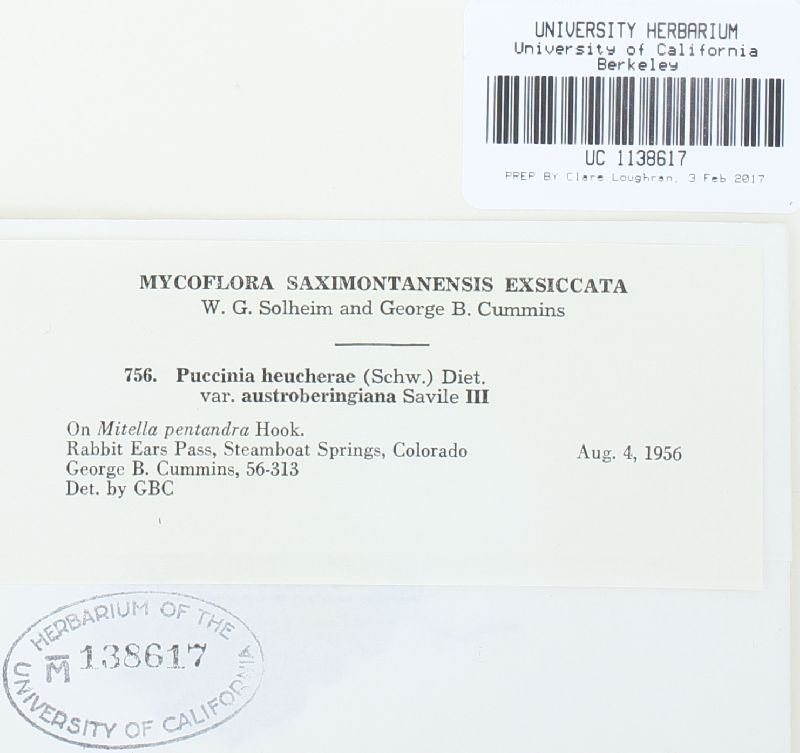 UNIVERSITY HERBARIUM
University of California
Berkeley
UC 1138617
PREP BY Clare Loughran, 3 Feb 2017
MYCOFLORA SAXIMONTANENSIS EXSICCATA
W. G. Solheim and George B. Cummins
756. Puccinia heucherae (Schw.) Diet.
var. austroberingiana Savile III
On Mitella pentandra Hook.
Rabbit Ears Pass, Steamboat Springs, Colorado Aug. 4, 1956
George B. Cummins, 56-313
Det. by GBC
HERBARIUM OF THE
M 138617
UNIVERSITY OF CALIFORNIA